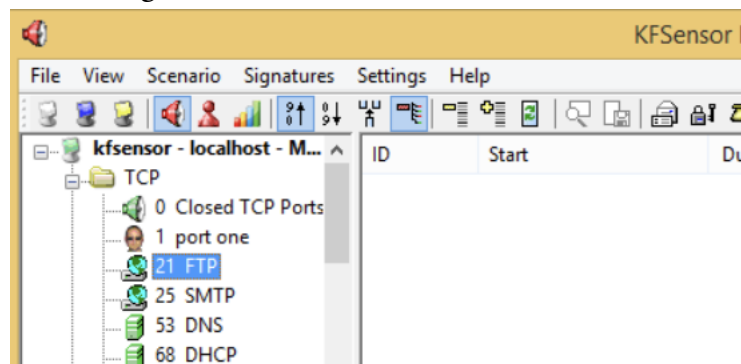 KFSensor
File View Scenario Signatures Settings Help
kfsensor - localhost - M...
ID Start
TCP
0 Closed TCP Ports
1 port one
21 FTP
25 SMTP
53 DNS
68 DHCP